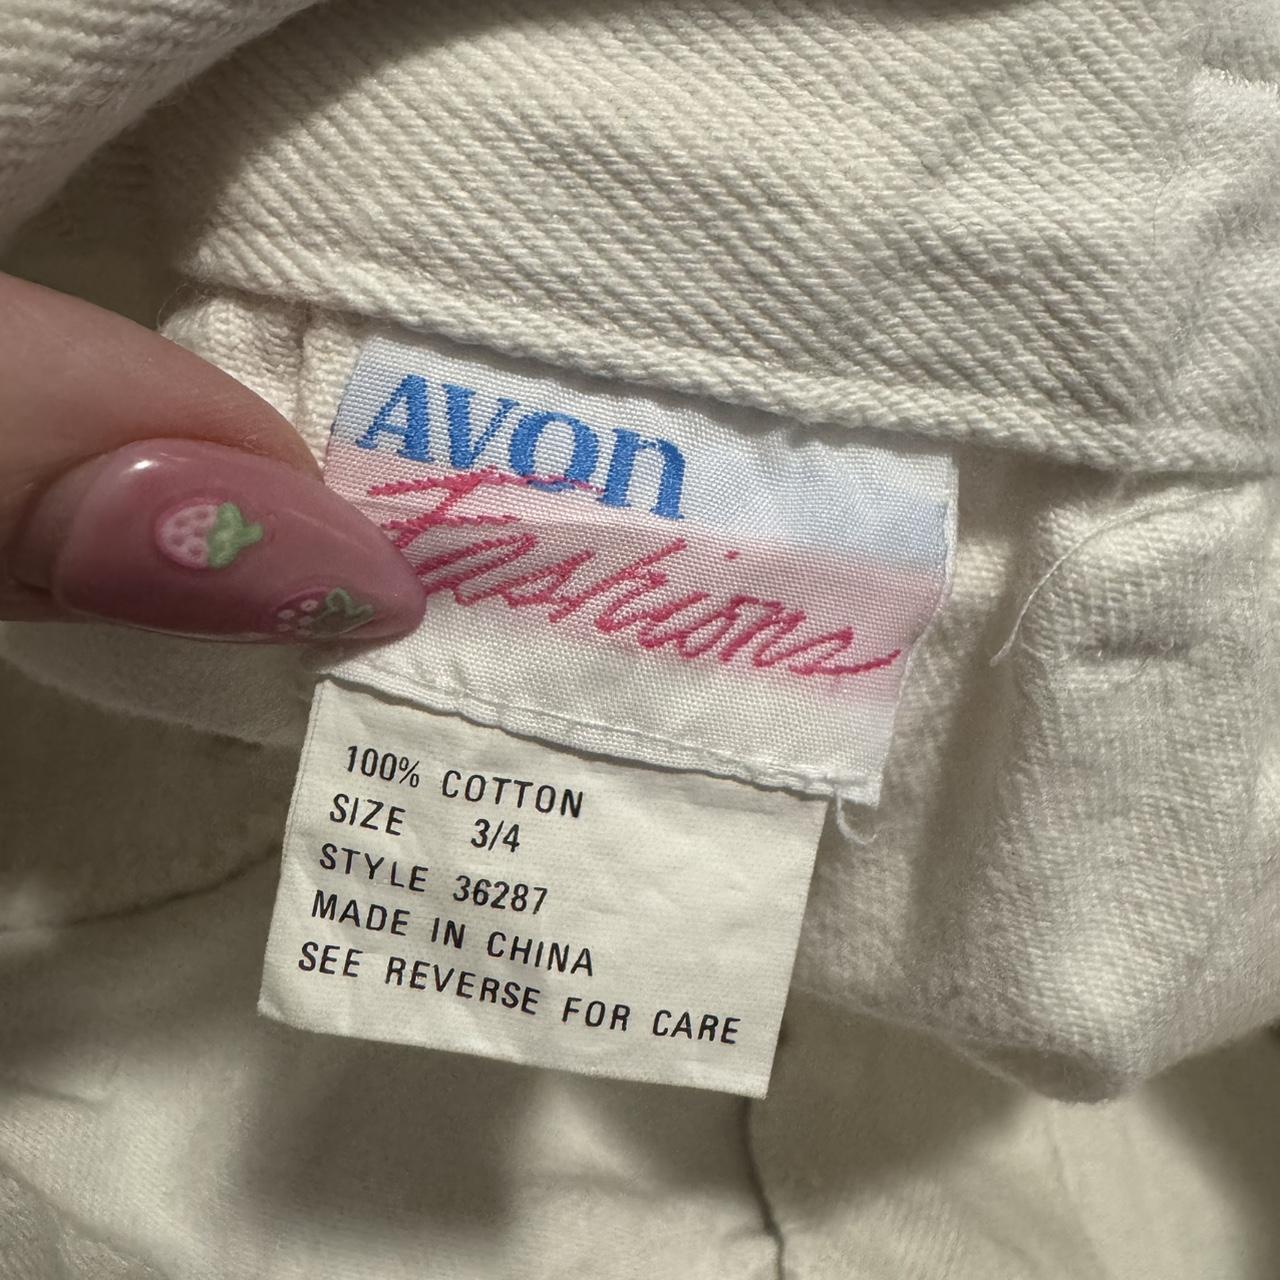 AVON
Fashions
100% COTTON
SIZE 3/4
STYLE 36287
MADE IN CHINA
SEE REVERSE FOR CARE